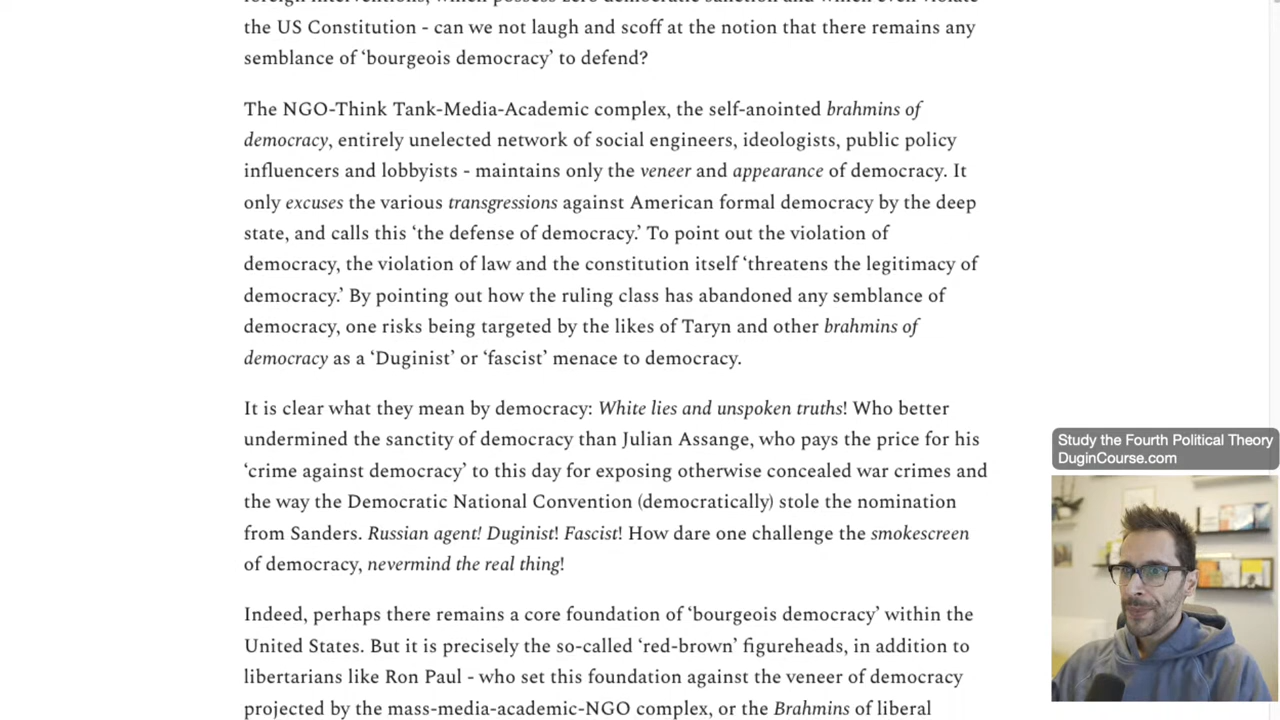 the US Constitution - can we not laugh and scoff at the notion that there remains any
semblance of ‘bourgeois democracy’ to defend?
The NGO-Think Tank-Media-Academic complex, the self-anointed brahmins of
democracy, entirely unelected network of social engineers, ideologists, public policy
influencers and lobbyists - maintains only the veneer and appearance of democracy. It
only excuses the various transgressions against American formal democracy by the deep
state, and calls this ‘the defense of democracy.’ To point out the violation of
democracy, the violation of law and the constitution itself ‘threatens the legitimacy of
democracy.’ By pointing out how the ruling class has abandoned any semblance of
democracy, one risks being targeted by the likes of Taryn and other brahmins of
democracy as a ‘Duginist’ or ‘fascist’ menace to democracy.
It is clear what they mean by democracy: White lies and unspoken truths! Who better
undermined the sanctity of democracy than Julian Assange, who pays the price for his
‘crime against democracy’ to this day for exposing otherwise concealed war crimes and
the way the Democratic National Convention (democratically) stole the nomination
from Sanders. Russian agent! Duginist! Fascist! How dare one challenge the smokescreen
of democracy, nevermind the real thing!
Indeed, perhaps there remains a core foundation of ‘bourgeois democracy’ within the
United States. But it is precisely the so-called ‘red-brown’ figureheads, in addition to
libertarians like Ron Paul - who set this foundation against the veneer of democracy
projected by the mass-media-academic-NGO complex, or the Brahmins of liberal
Study the Fourth Political Theory
DuginCourse.com